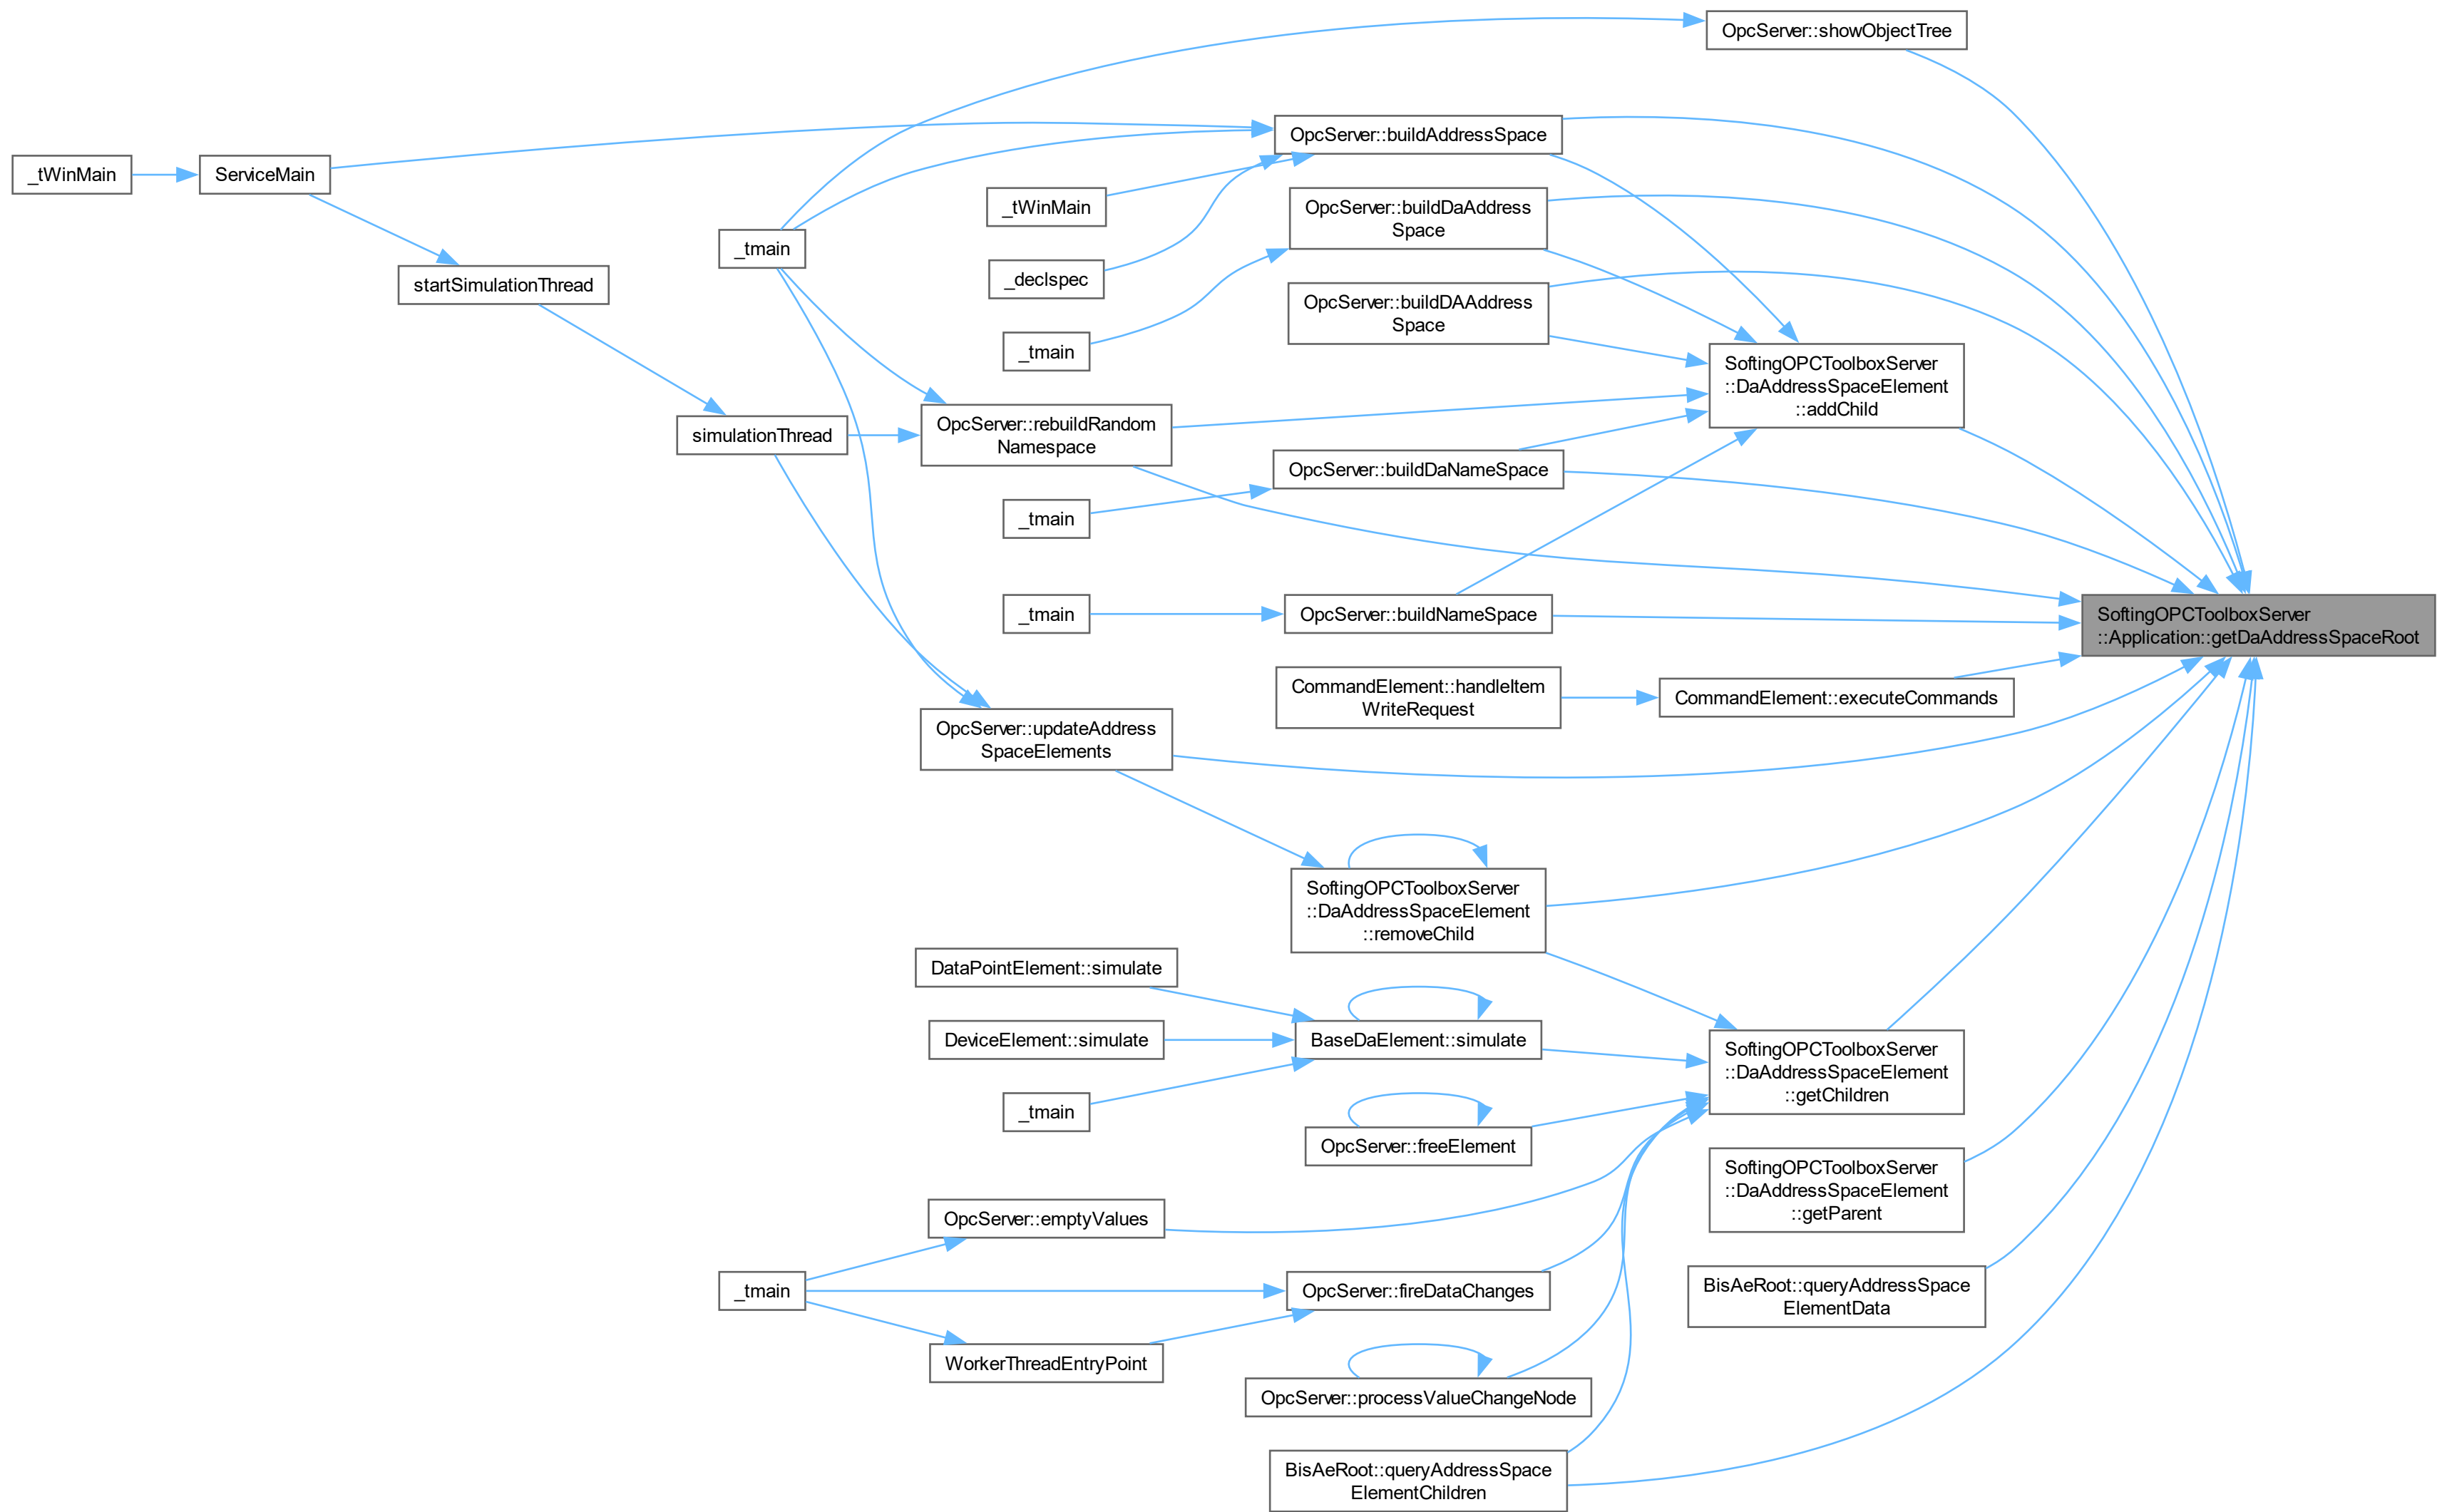 OpcServer::showObjectTree
OpcServer::buildAddressSpace
_tWinMain
ServiceMain
_tWinMain
OpcServer::buildDaAddress
Space
_tmain
_declspec
startSimulationThread
OpcServer::buildDAAddress
Space
_tmain
SoftingOPCToolboxServer
::DaAddressSpaceElement
::addChild
OpcServer::rebuildRandom
Namespace
simulationThread
OpcServer::buildDaNameSpace
_tmain
_tmain
OpcServer::buildNameSpace
SoftingOPCToolboxServer
::Application::getDaAddressSpaceRoot
CommandElement::handleItem
WriteRequest
CommandElement::executeCommands
OpcServer::updateAddress
SpaceElements
SoftingOPCToolboxServer
::DaAddressSpaceElement
::removeChild
DataPointElement::simulate
DeviceElement::simulate
BaseDaElement::simulate
SoftingOPCToolboxServer
::DaAddressSpaceElement
::getChildren
_tmain
OpcServer::freeElement
SoftingOPCToolboxServer
::DaAddressSpaceElement
::getParent
OpcServer::emptyValues
_tmain
OpcServer::fireDataChanges
BisAeRoot::queryAddressSpace
ElementData
WorkerThreadEntryPoint
OpcServer::processValueChangeNode
BisAeRoot::queryAddressSpace
ElementChildren